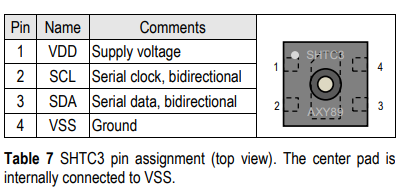 Pin Name Comments
1 VDD Supply voltage
2 SCL Serial clock, bidirectional
3 SDA Serial data, bidirectional
4 VSS Ground
SHTC3
1 4
2 3
AXY89
Table 7 SHTC3 pin assignment (top view). The center pad is
internally connected to VSS.